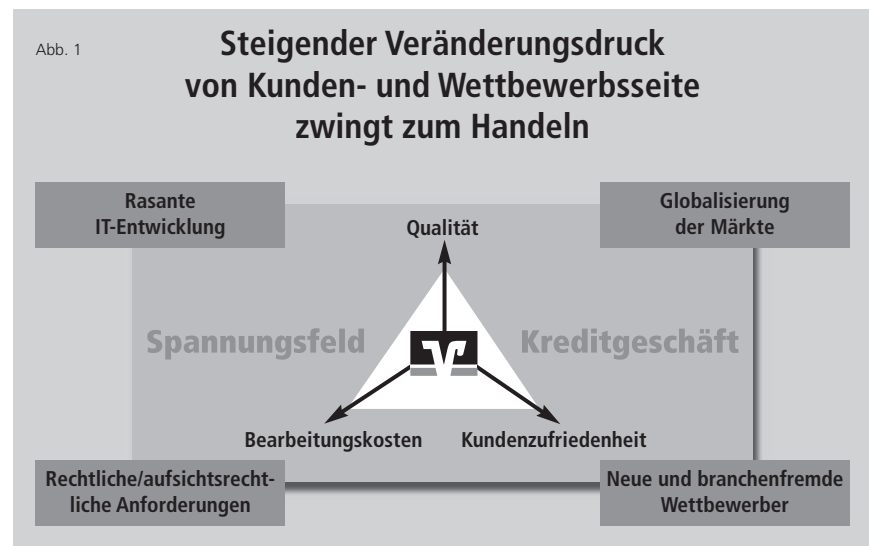 Abb. 1
Steigender Veränderungsdruck
von Kunden- und Wettbewerbsseite
zwingt zum Handeln
Rasante
IT-Entwicklung
Globalisierung
der Märkte
Qualität
Spannungsfeld
Kreditgeschäft
Bearbeitungskosten
Kundenzufriedenheit
Rechtliche/aufsichtsrecht-
liche Anforderungen
Neue und branchenfremde
Wettbewerber